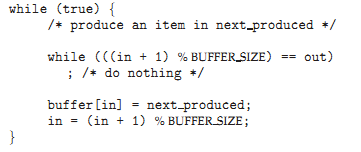 while (true) {
/* produce an item in next_produced */
while (((in + 1) % BUFFER_SIZE) == out)
; /* do nothing */
buffer[in] = next_produced;
in = (in + 1) % BUFFER_SIZE;
}